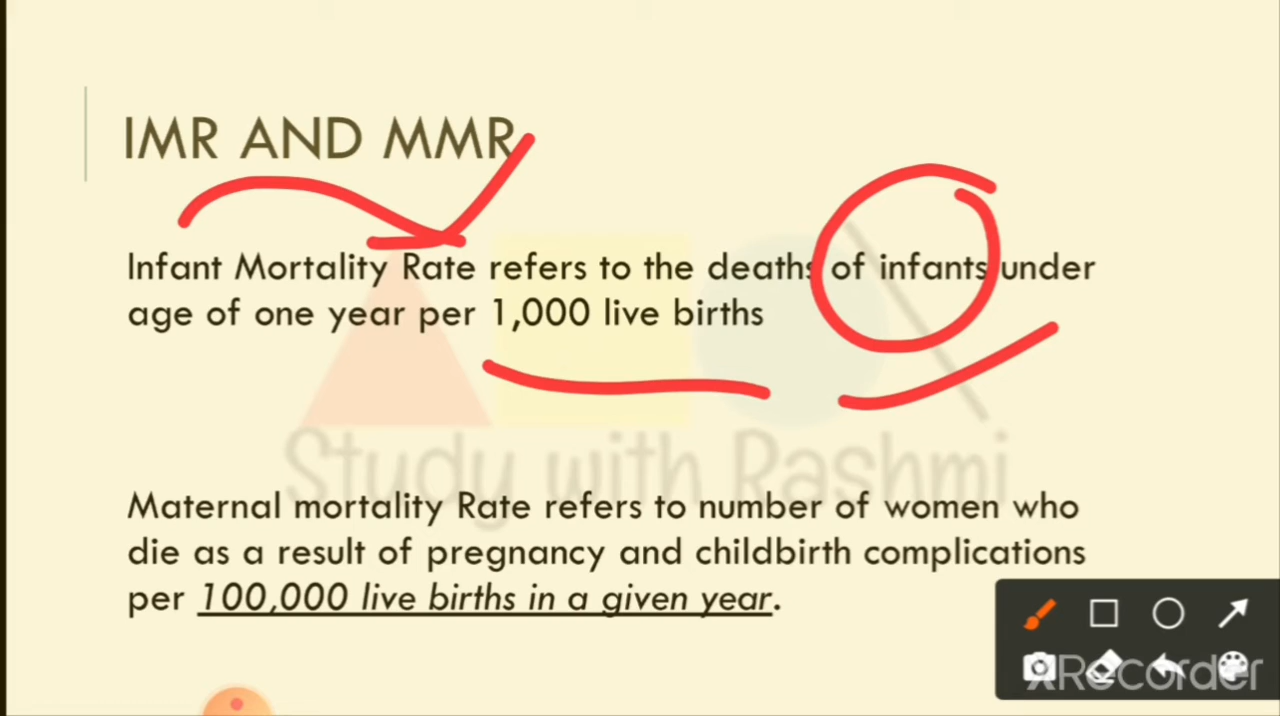 IMR AND MMR
Infant Mortality Rate refers to the deaths of infants under
age of one year per 1,000 live births
Study with Rashmi
Maternal mortality Rate refers to number of women who
die as a result of pregnancy and childbirth complications
per 100,000 live births in a given year.
XRecorder